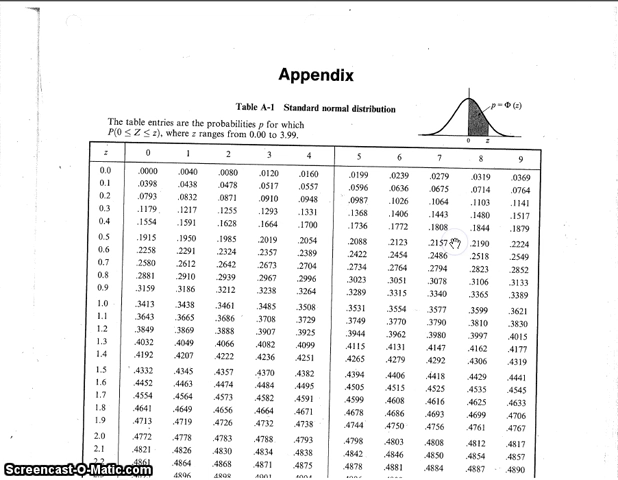 Appendix
Table A-1 Standard normal distribution
p = Φ (z)
The table entries are the probabilities p for which
P(0 ≤ Z ≤ z), where z ranges from 0.00 to 3.99.
0 z
z 0 1 2 3 4 5 6 7 8 9
0.0 .0000 .0040 .0080 .0120 .0160 .0199 .0239 .0279 .0319 .0369
0.1 .0398 .0438 .0478 .0517 .0557 .0596 .0636 .0675 .0714 .0764
0.2 .0793 .0832 .0871 .0910 .0948 .0987 .1026 .1064 .1103 .1141
0.3 .1179 .1217 .1255 .1293 .1331 .1368 .1406 .1443 .1480 .1517
0.4 .1554 .1591 .1628 .1664 .1700 .1736 .1772 .1808 .1844 .1879
0.5 .1915 .1950 .1985 .2019 .2054 .2088 .2123 .2157 .2190 .2224
0.6 .2258 .2291 .2324 .2357 .2389 .2422 .2454 .2486 .2518 .2549
0.7 .2580 .2612 .2642 .2673 .2704 .2734 .2764 .2794 .2823 .2852
0.8 .2881 .2910 .2939 .2967 .2996 .3023 .3051 .3078 .3106 .3133
0.9 .3159 .3186 .3212 .3238 .3264 .3289 .3315 .3340 .3365 .3389
1.0 .3413 .3438 .3461 .3485 .3508 .3531 .3554 .3577 .3599 .3621
1.1 .3643 .3665 .3686 .3708 .3729 .3749 .3770 .3790 .3810 .3830
1.2 .3849 .3869 .3888 .3907 .3925 .3944 .3962 .3980 .3997 .4015
1.3 .4032 .4049 .4066 .4082 .4099 .4115 .4131 .4147 .4162 .4177
1.4 .4192 .4207 .4222 .4236 .4251 .4265 .4279 .4292 .4306 .4319
1.5 .4332 .4345 .4357 .4370 .4382 .4394 .4406 .4418 .4429 .4441
1.6 .4452 .4463 .4474 .4484 .4495 .4505 .4515 .4525 .4535 .4545
1.7 .4554 .4564 .4573 .4582 .4591 .4599 .4608 .4616 .4625 .4633
1.8 .4641 .4649 .4656 .4664 .4671 .4678 .4686 .4693 .4699 .4706
1.9 .4713 .4719 .4726 .4732 .4738 .4744 .4750 .4756 .4761 .4767
2.0 .4772 .4778 .4783 .4788 .4793 .4798 .4803 .4808 .4812 .4817
2.1 .4821 .4826 .4830 .4834 .4838 .4842 .4846 .4850 .4854 .4857
2.2 .4861 .4864 .4868 .4871 .4875 .4878 .4881 .4884 .4887 .4890
Screencast-O-Matic.com